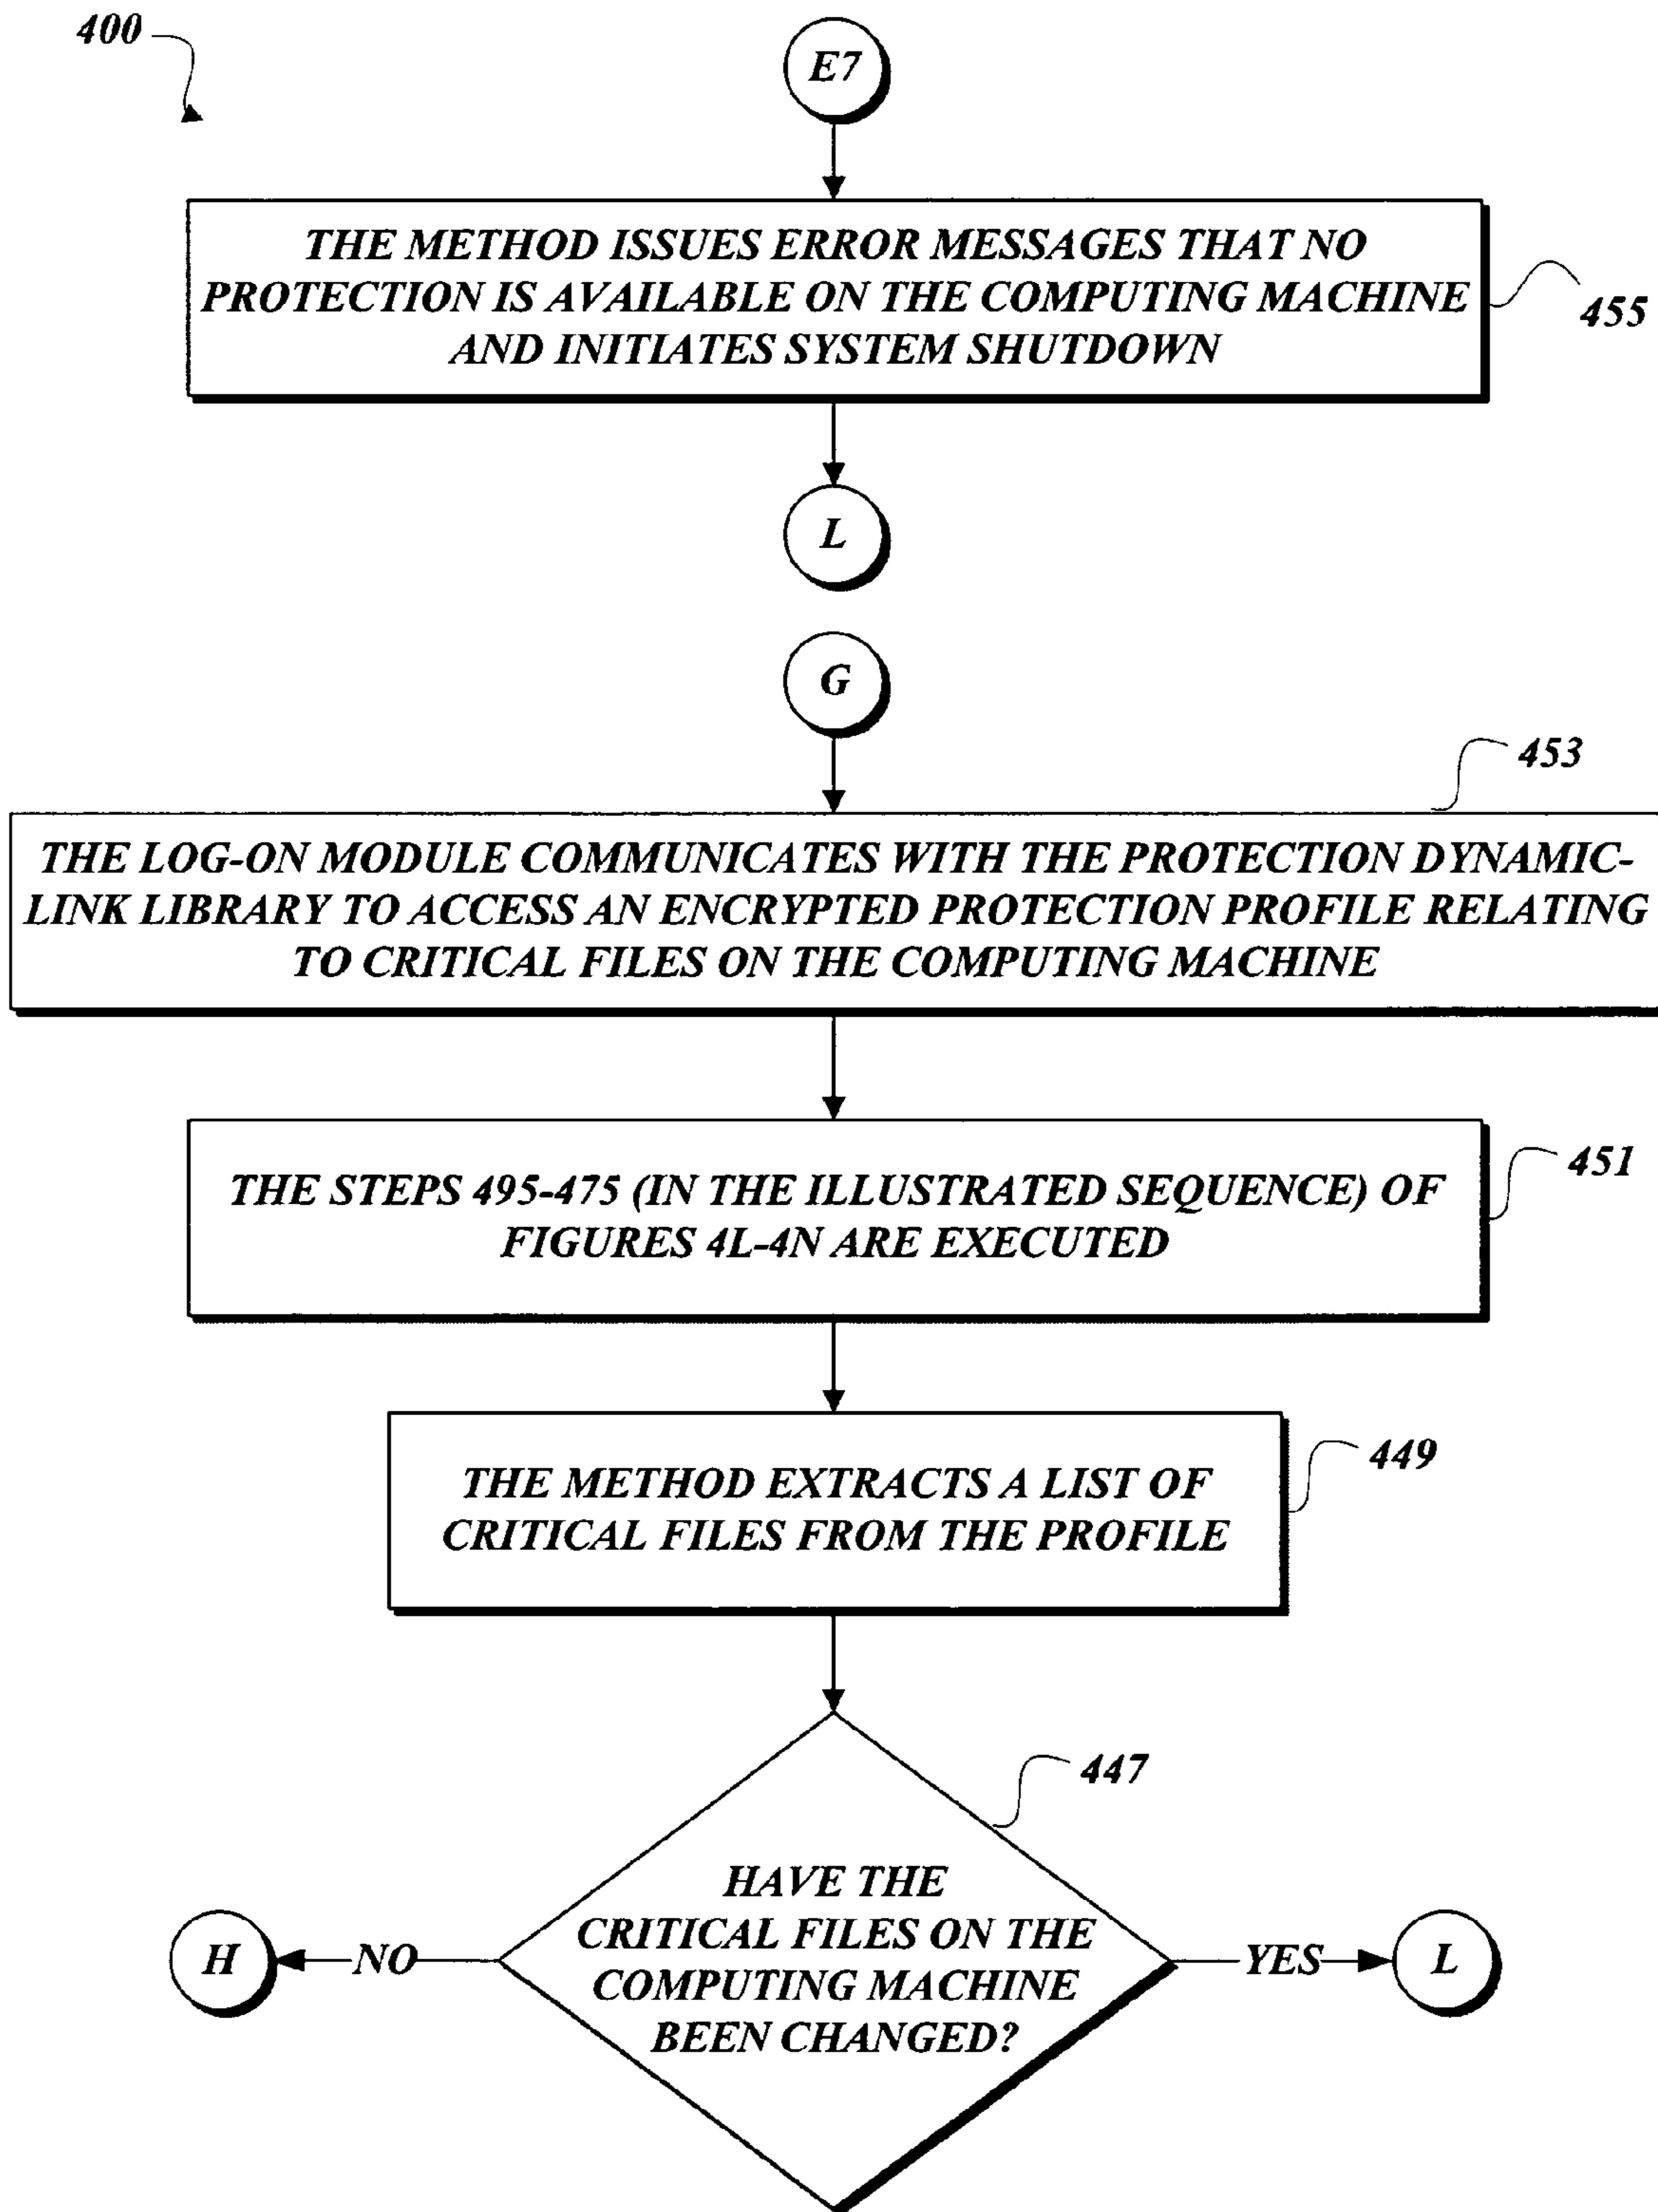 400
E7
THE METHOD ISSUES ERROR MESSAGES THAT NO
PROTECTION IS AVAILABLE ON THE COMPUTING MACHINE
AND INITIATES SYSTEM SHUTDOWN
455
L
G
453
THE LOG-ON MODULE COMMUNICATES WITH THE PROTECTION DYNAMIC-
LINK LIBRARY TO ACCESS AN ENCRYPTED PROTECTION PROFILE RELATING
TO CRITICAL FILES ON THE COMPUTING MACHINE
THE STEPS 495-475 (IN THE ILLUSTRATED SEQUENCE) OF
FIGURES 4L-4N ARE EXECUTED
451
THE METHOD EXTRACTS A LIST OF
CRITICAL FILES FROM THE PROFILE
449
447
HAVE THE
CRITICAL FILES ON THE
COMPUTING MACHINE
BEEN CHANGED?
H
NO
YES
L